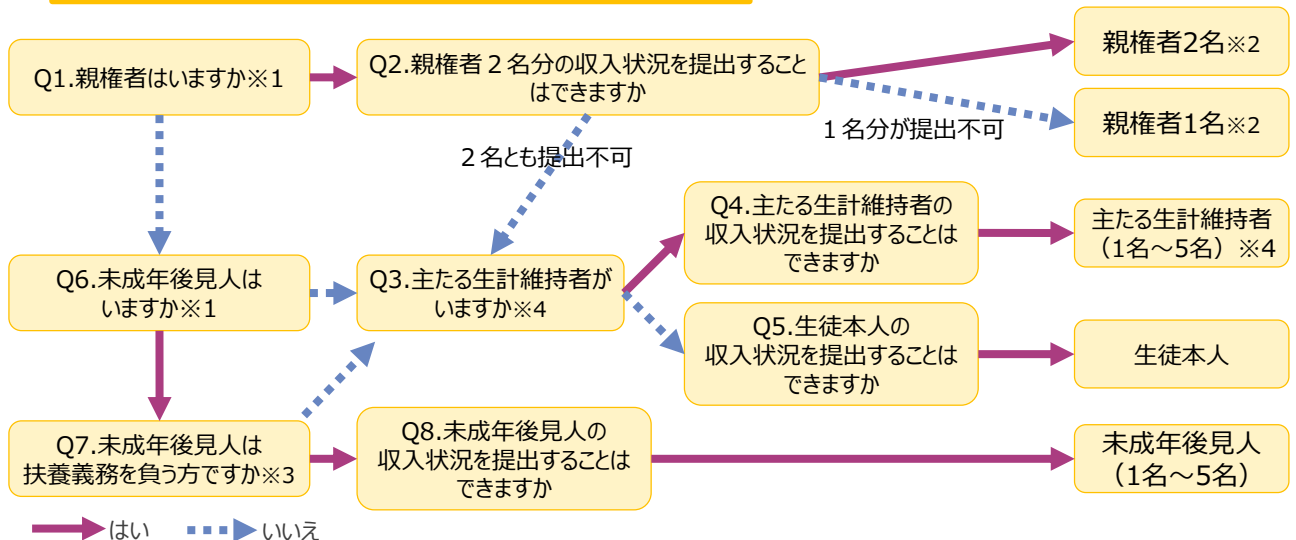 Q1.親権者はいますか※1
Q2.親権者２名分の収入状況を提出すること
はできますか
親権者2名※2
１名分が提出不可
親権者1名※2
２名とも提出不可
Q4.主たる生計維持者の
収入状況を提出することは
できますか
主たる生計維持者
（1名～5名）※4
Q6.未成年後見人は
いますか※1
Q3.主たる生計維持者が
いますか※4
Q5.生徒本人の
収入状況を提出することは
できますか
生徒本人
Q7.未成年後見人は
扶養義務を負う方ですか※3
Q8.未成年後見人の
収入状況を提出することは
できますか
未成年後見人
（1名～5名）
はい
いいえ